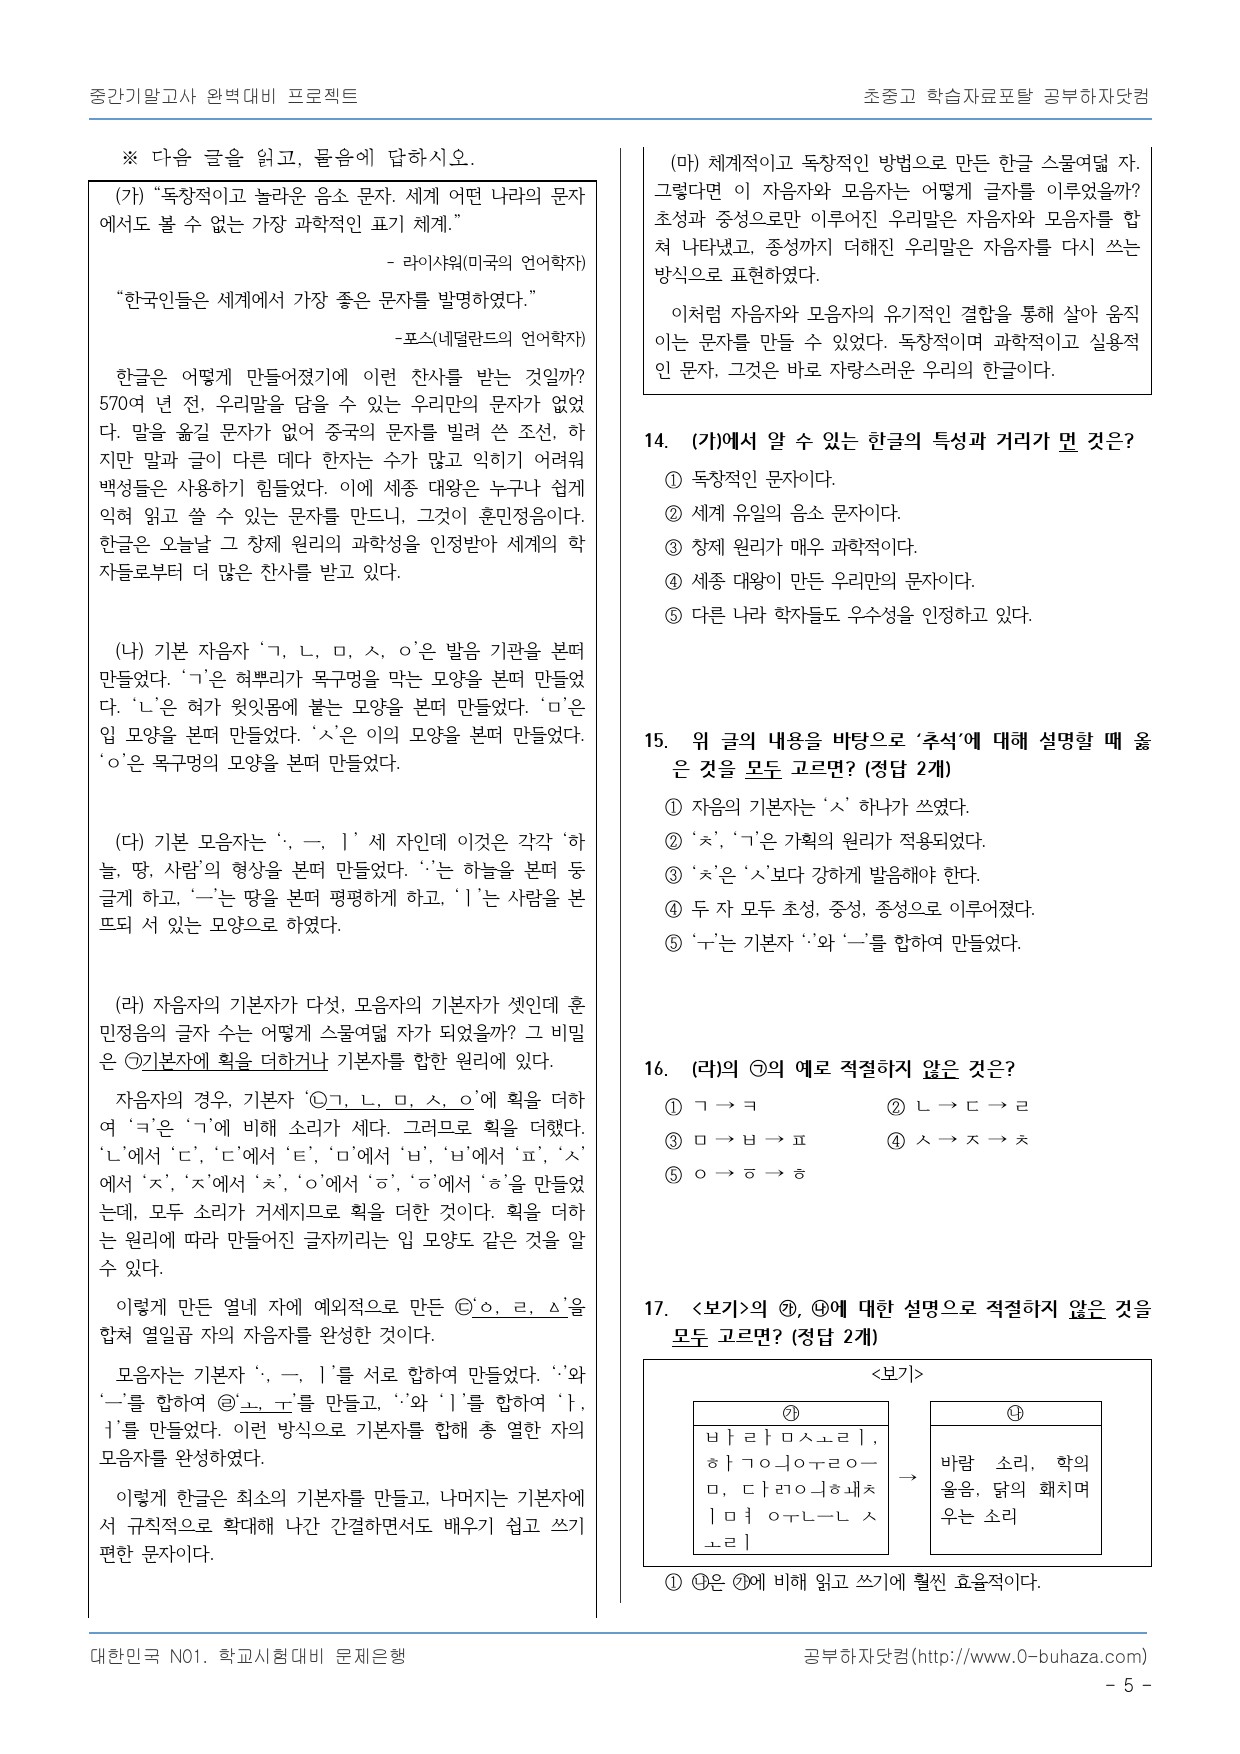 중간기말고사 완벽대비 프로젝트
초중고 학습자료포탈 공부하자닷컴
※ 다음 글을 읽고, 물음에 답하시오.
(가) “독창적이고 놀라운 음소 문자. 세계 어떤 나라의 문자
에서도 볼 수 없는 가장 과학적인 표기 체계.”
- 라이샤워(미국의 언어학자)
“한국인들은 세계에서 가장 좋은 문자를 발명하였다.”
-포스(네덜란드의 언어학자)
한글은 어떻게 만들어졌기에 이런 찬사를 받는 것일까?
570여 년 전, 우리말을 담을 수 있는 우리만의 문자가 없었
다. 말을 옮길 문자가 없어 중국의 문자를 빌려 쓴 조선, 하
지만 말과 글이 다른 데다 한자는 수가 많고 익히기 어려워
백성들은 사용하기 힘들었다. 이에 세종 대왕은 누구나 쉽게
익혀 읽고 쓸 수 있는 문자를 만드니, 그것이 훈민정음이다.
한글은 오늘날 그 창제 원리의 과학성을 인정받아 세계의 학
자들로부터 더 많은 찬사를 받고 있다.
(나) 기본 자음자 ‘ㄱ, ㄴ, ㅁ, ㅅ, ㅇ’은 발음 기관을 본떠
만들었다. ‘ㄱ’은 혀뿌리가 목구멍을 막는 모양을 본떠 만들었
다. ‘ㄴ’은 혀가 윗잇몸에 붙는 모양을 본떠 만들었다. ‘ㅁ’은
입 모양을 본떠 만들었다. ‘ㅅ’은 이의 모양을 본떠 만들었다.
‘ㅇ’은 목구멍의 모양을 본떠 만들었다.
(다) 기본 모음자는 ‘·, ㅡ, ㅣ’ 세 자인데 이것은 각각 ‘하
늘, 땅, 사람’의 형상을 본떠 만들었다. ‘·’는 하늘을 본떠 둥
글게 하고, ‘ㅡ’는 땅을 본떠 평평하게 하고, ‘ㅣ’는 사람을 본
뜨되 서 있는 모양으로 하였다.
(라) 자음자의 기본자가 다섯, 모음자의 기본자가 셋인데 훈
민정음의 글자 수는 어떻게 스물여덟 자가 되었을까? 그 비밀
은 ㉠기본자에 획을 더하거나 기본자를 합한 원리에 있다.
자음자의 경우, 기본자 ‘㉡ㄱ, ㄴ, ㅁ, ㅅ, ㅇ’에 획을 더하
여 ‘ㅋ’은 ‘ㄱ’에 비해 소리가 세다. 그러므로 획을 더했다.
‘ㄴ’에서 ‘ㄷ’, ‘ㄷ’에서 ‘ㅌ’, ‘ㅁ’에서 ‘ㅂ’, ‘ㅂ’에서 ‘ㅍ’, ‘ㅅ’
에서 ‘ㅈ’, ‘ㅈ’에서 ‘ㅊ’, ‘ㅇ’에서 ‘ㆆ’, ‘ㆆ’에서 ‘ㅎ’을 만들었
는데, 모두 소리가 거세지므로 획을 더한 것이다. 획을 더하
는 원리에 따라 만들어진 글자끼리는 입 모양도 같은 것을 알
수 있다.
이렇게 만든 열네 자에 예외적으로 만든 ㉢‘ㆁ, ㄹ, ㅿ’을
합쳐 열일곱 자의 자음자를 완성한 것이다.
모음자는 기본자 ‘·, ㅡ, ㅣ’를 서로 합하여 만들었다. ‘·’와
‘ㅡ’를 합하여 ㉣‘ㅗ, ㅜ’를 만들고, ‘·’와 ‘ㅣ’를 합하여 ‘ㅏ,
ㅓ’를 만들었다. 이런 방식으로 기본자를 합해 총 열한 자의
모음자를 완성하였다.
이렇게 한글은 최소의 기본자를 만들고, 나머지는 기본자에
서 규칙적으로 확대해 나간 간결하면서도 배우기 쉽고 쓰기
편한 문자이다.
(마) 체계적이고 독창적인 방법으로 만든 한글 스물여덟 자.
그렇다면 이 자음자와 모음자는 어떻게 글자를 이루었을까?
초성과 중성으로만 이루어진 우리말은 자음자와 모음자를 합
쳐 나타냈고, 종성까지 더해진 우리말은 자음자를 다시 쓰는
방식으로 표현하였다.
이처럼 자음자와 모음자의 유기적인 결합을 통해 살아 움직
이는 문자를 만들 수 있었다. 독창적이며 과학적이고 실용적
인 문자, 그것은 바로 자랑스러운 우리의 한글이다.
14. (가)에서 알 수 있는 한글의 특성과 거리가 먼 것은?
① 독창적인 문자이다.
② 세계 유일의 음소 문자이다.
③ 창제 원리가 매우 과학적이다.
④ 세종 대왕이 만든 우리만의 문자이다.
⑤ 다른 나라 학자들도 우수성을 인정하고 있다.
15. 위 글의 내용을 바탕으로 ‘추석’에 대해 설명할 때 옳
은 것을 모두 고르면? (정답 2개)
① 자음의 기본자는 ‘ㅅ’ 하나가 쓰였다.
② ‘ㅊ’, ‘ㄱ’은 가획의 원리가 적용되었다.
③ ‘ㅊ’은 ‘ㅅ’보다 강하게 발음해야 한다.
④ 두 자 모두 초성, 중성, 종성으로 이루어졌다.
⑤ ‘ㅜ’는 기본자 ‘·’와 ‘ㅡ’를 합하여 만들었다.
16. (라)의 ㉠의 예로 적절하지 않은 것은?
① ㄱ → ㅋ ② ㄴ → ㄷ → ㄹ
③ ㅁ → ㅂ → ㅍ ④ ㅅ → ㅈ → ㅊ
⑤ ㅇ → ㆆ → ㅎ
17. <보기>의 ㉮, ㉯에 대한 설명으로 적절하지 않은 것을
모두 고르면? (정답 2개)
<보기>
㉮
ㅂㅏㄹㅏㅁㅅㅗㄹㅣ,
ㅎㅏㄱㅇㅢㅇㅜㄹㅇㅡ
ㅁ, ㄷㅏㄺㅇㅢㅎㅙㅊ
ㅣㅁㅕ ㅇㅜㄴㅡㄴ ㅅ
ㅗㄹㅣ
→
㉯
바람 소리, 학의
울음, 닭의 홰치며
우는 소리
① ㉯은 ㉮에 비해 읽고 쓰기에 훨씬 효율적이다.
대한민국 N01. 학교시험대비 문제은행
공부하자닷컴(http://www.0-buhaza.com)
- 5 -